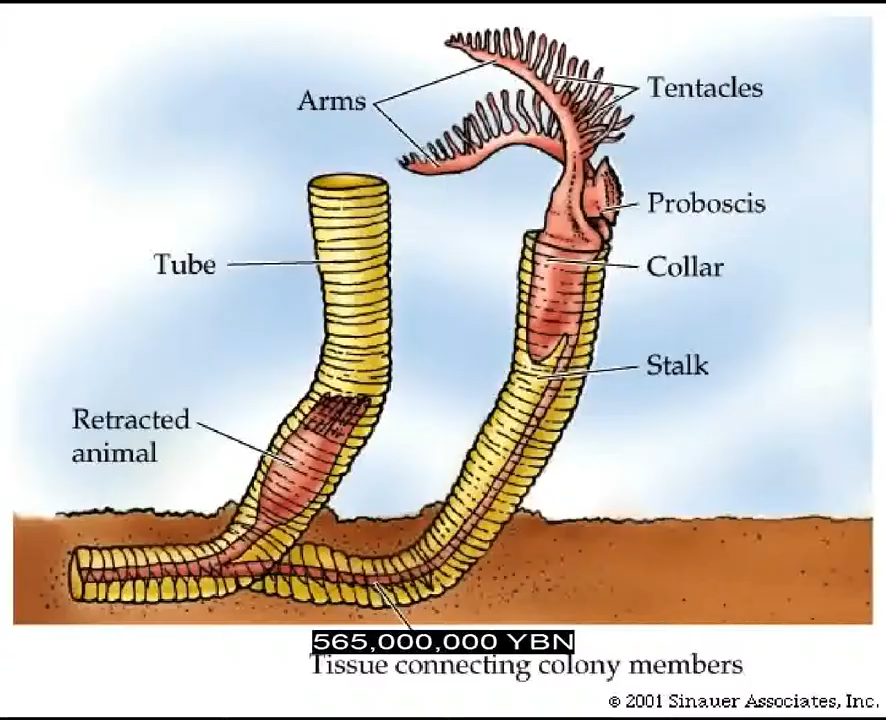 Arms
Tentacles
Proboscis
Tube
Collar
Stalk
Retracted
animal
565,000,000 YBN
Tissue connecting colony members
© 2001 Sinauer Associates, Inc.